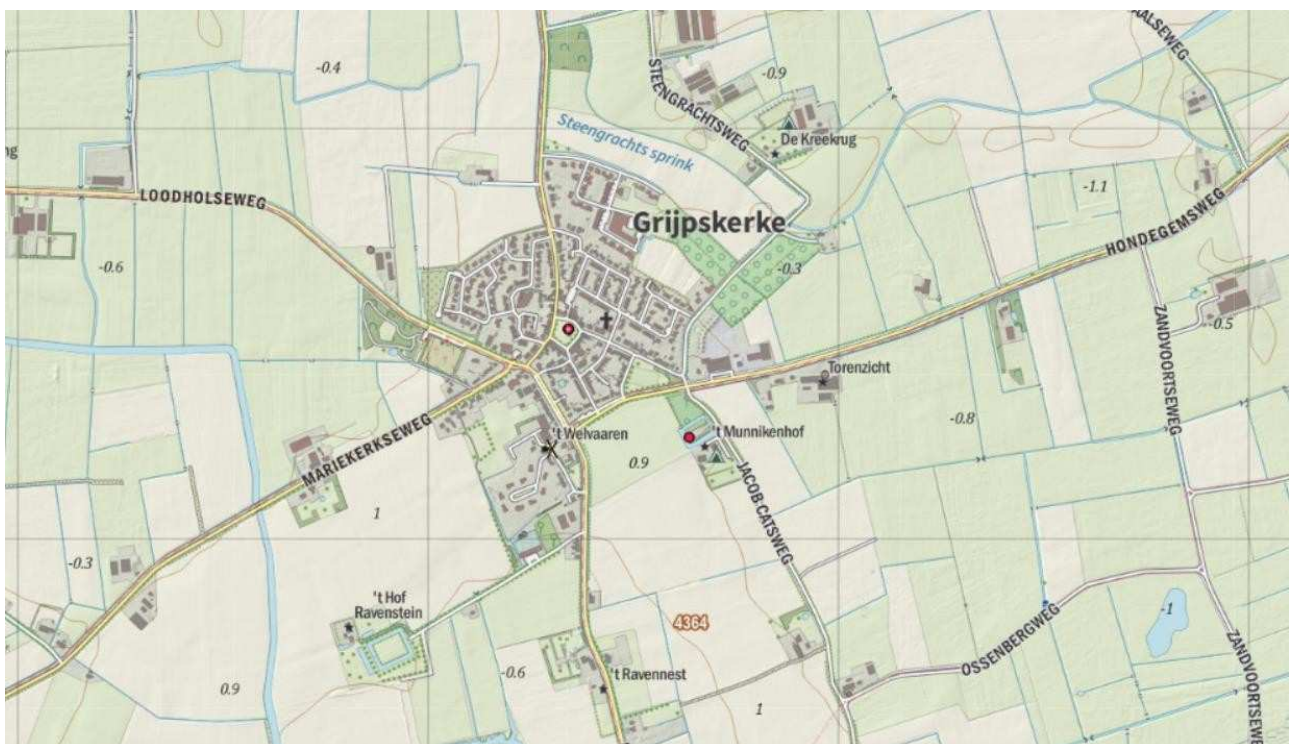 AALSEWEG
-0.4
STEENGRACHTSWEG
-0.9
Steengrachts sprink
De Kreekrug
ng
LOODHOLSEWEG
-1.1
Grijpskerke
HONDEGEMSWEG
-0.6
-0.3
ZANDVOORTSEWEG
-0.5
Torenzicht
-0.8
't Welvaaren
't Munnikenhof
MARIEKERKSEWEG
0.9
JACOB CATSWEG
1
-0.3
't Hof
Ravenstein
4364
-1
OSSENBERGWEG
ZANDVOORTSEWEG
-0.6
't Ravennest
0.9
1